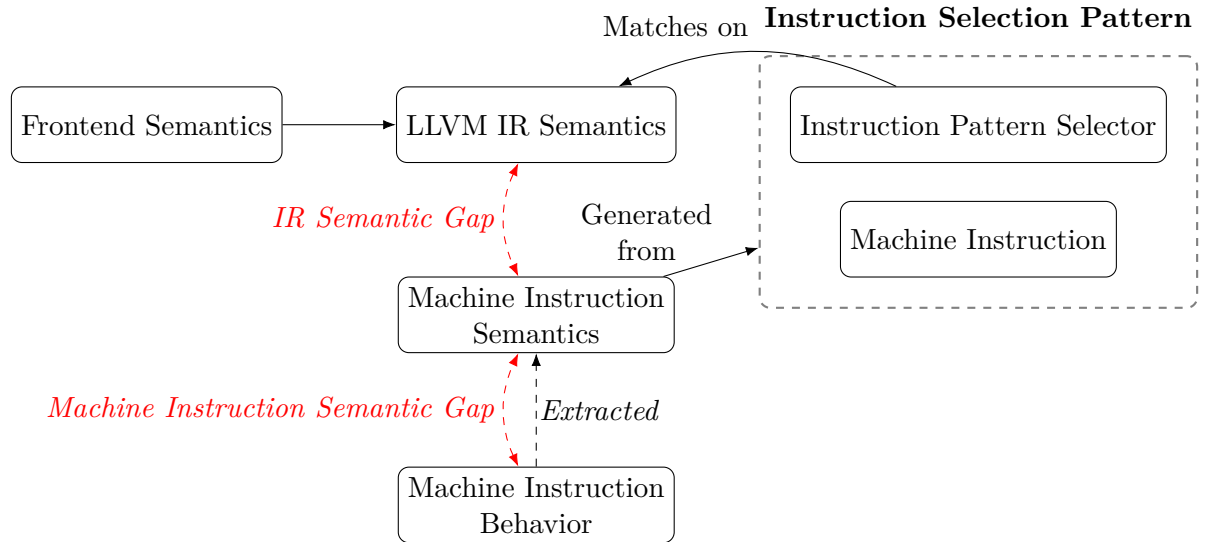 Instruction Selection Pattern
Matches on
Frontend Semantics
LLVM IR Semantics
Instruction Pattern Selector
IR Semantic Gap
Generated
from
Machine Instruction
Machine Instruction
Semantics
Machine Instruction Semantic Gap
Extracted
Machine Instruction
Behavior